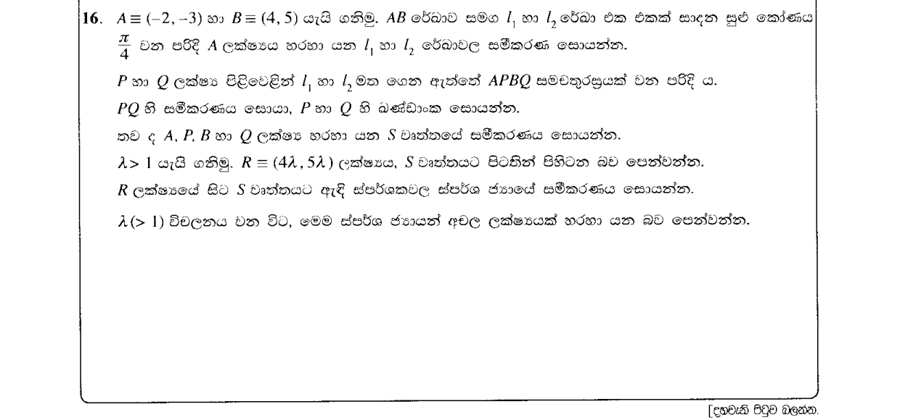 16. A ≡ (−2, −3) හා B ≡ (4, 5) යැයි ගනිමු. AB රේඛාව සමග l₁ හා l₂ රේඛා එක එකක් සාදන සුළු කෝණය
π/4 වන පරිදි A ලක්ෂ්‍යය හරහා යන l₁ හා l₂ රේඛාවල සමීකරණ සොයන්න.
P හා Q ලක්ෂ්‍ය පිළිවෙළින් l₁ හා l₂ මත ගෙන ඇත්තේ APBQ සමචතුරස්‍රයක් වන පරිදි ය.
PQ හි සමීකරණය සොයා, P හා Q හි ඛණ්ඩාංක සොයන්න.
තව ද A, P, B හා Q ලක්ෂ්‍ය හරහා යන S වෘත්තයේ සමීකරණය සොයන්න.
λ > 1 යැයි ගනිමු. R ≡ (4λ, 5λ) ලක්ෂ්‍යය, S වෘත්තයට පිටතින් පිහිටන බව පෙන්වන්න.
R ලක්ෂ්‍යයේ සිට S වෘත්තයට ඇඳි ස්පර්ශකවල ස්පර්ශ ජ්‍යායේ සමීකරණය සොයන්න.
λ (> 1) විචලනය වන විට, මෙම ස්පර්ශ ජ්‍යායන් අචල ලක්ෂ්‍යයක් හරහා යන බව පෙන්වන්න.
[දහවැනි පිටුව බලන්න.